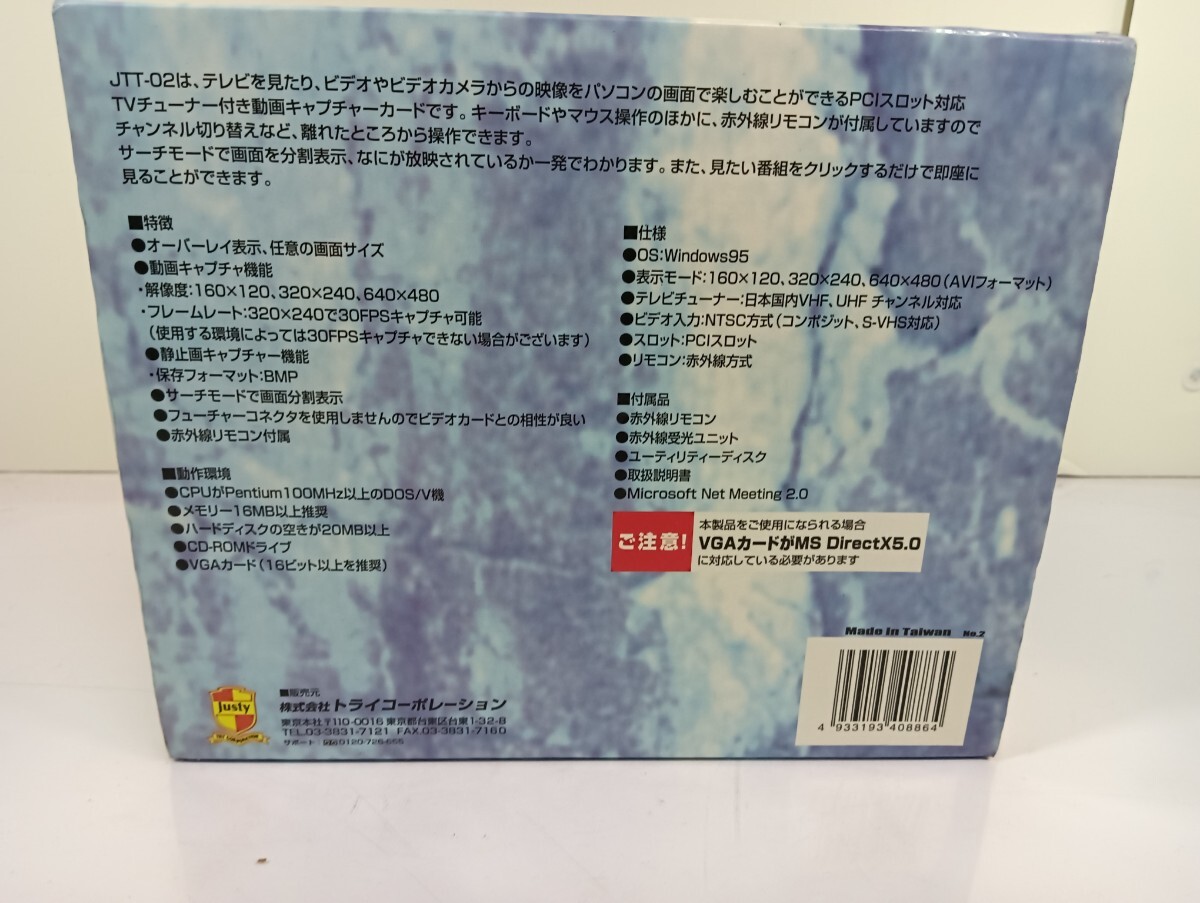 JTT-02は、テレビを見たり、ビデオやビデオカメラからの映像をパソコンの画面で楽しむことができるPCIスロット対応
TVチューナー付き動画キャプチャーカードです。キーボードやマウス操作のほかに、赤外線リモコンが付属していますので
チャンネル切り替えなど、離れたところから操作できます。
サーチモードで画面を分割表示、なにが放映されているか一発でわかります。また、見たい番組をクリックするだけで即座に
見ることができます。
■特徴
●オーバーレイ表示、任意の画面サイズ
●動画キャプチャ機能
・解像度:160×120、320×240、640×480
・フレームレート:320×240で30FPSキャプチャ可能
(使用する環境によっては30FPSキャプチャできない場合がございます)
●静止画キャプチャー機能
・保存フォーマット:BMP
●サーチモードで画面分割表示
●フューチャーコネクタを使用しませんのでビデオカードとの相性が良い
●赤外線リモコン付属
■動作環境
●CPUがPentium100MHz以上のDOS/V機
●メモリー16MB以上推奨
●ハードディスクの空きが20MB以上
●CD-ROMドライブ
●VGAカード(16ビット以上を推奨)
■仕様
●OS:Windows95
●表示モード:160×120、320×240、640×480(AVIフォーマット)
●テレビチューナー:日本国内VHF、UHF チャンネル対応
●ビデオ入力:NTSC方式(コンポジット、S-VHS対応)
●スロット:PCIスロット
●リモコン:赤外線方式
■付属品
●赤外線リモコン
●赤外線受光ユニット
●ユーティリティーディスク
●取扱説明書
●Microsoft Net Meeting 2.0
ご注意!
本製品をご使用になられる場合
VGAカードがMS DirectX5.0
に対応している必要があります
Made in Taiwan No.2
4 933193 408864
Justy
■販売元
株式会社トライコーポレーション
東京本社〒110-0016 東京都台東区台東1-32-8
TEL.03-3831-7121 FAX.03-3831-7160
サポート: